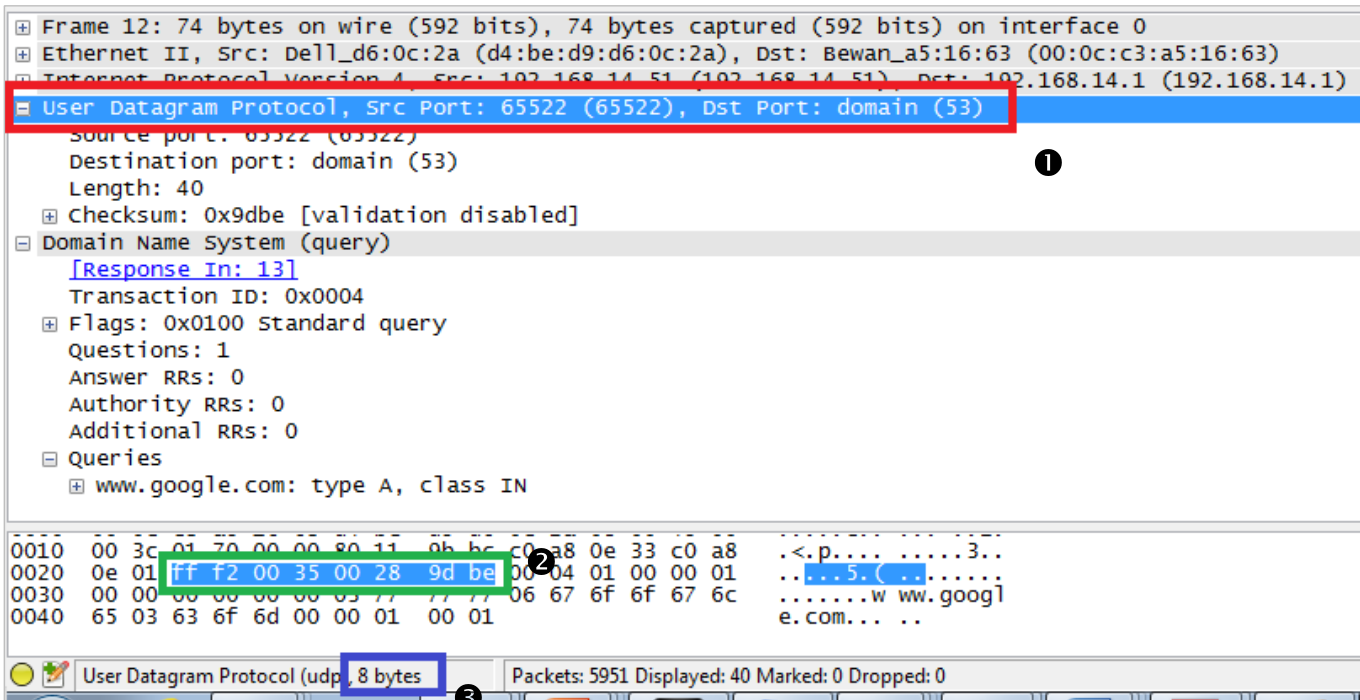 Frame 12: 74 bytes on wire (592 bits), 74 bytes captured (592 bits) on interface 0
Ethernet II, Src: Dell_d6:0c:2a (d4:be:d9:d6:0c:2a), Dst: Bewan_a5:16:63 (00:0c:c3:a5:16:63)
Internet Protocol Version 4, Src: 192.168.14.51 (192.168.14.51), Dst: 192.168.14.1 (192.168.14.1)
User Datagram Protocol, Src Port: 65522 (65522), Dst Port: domain (53)
Source port: 65522 (65522)
Destination port: domain (53)
❶
Length: 40
Checksum: 0x9dbe [validation disabled]
Domain Name System (query)
[Response In: 13]
Transaction ID: 0x0004
Flags: 0x0100 Standard query
Questions: 1
Answer RRs: 0
Authority RRs: 0
Additional RRs: 0
Queries
www.google.com: type A, class IN
0010 00 3c 01 70 00 00 80 11 9b bc c0 a8 0e 33 c0 a8 .<.p.... .....3..
❷
0020 0e 01 ff f2 00 35 00 28 9d be 00 04 01 00 00 01 .....5.( ........
0030 00 00 00 00 00 00 03 77 77 77 06 67 6f 6f 67 6c .......w ww.googl
0040 65 03 63 6f 6d 00 00 01 00 01 e.com... ..
User Datagram Protocol (udp), 8 bytes Packets: 5951 Displayed: 40 Marked: 0 Dropped: 0
❸